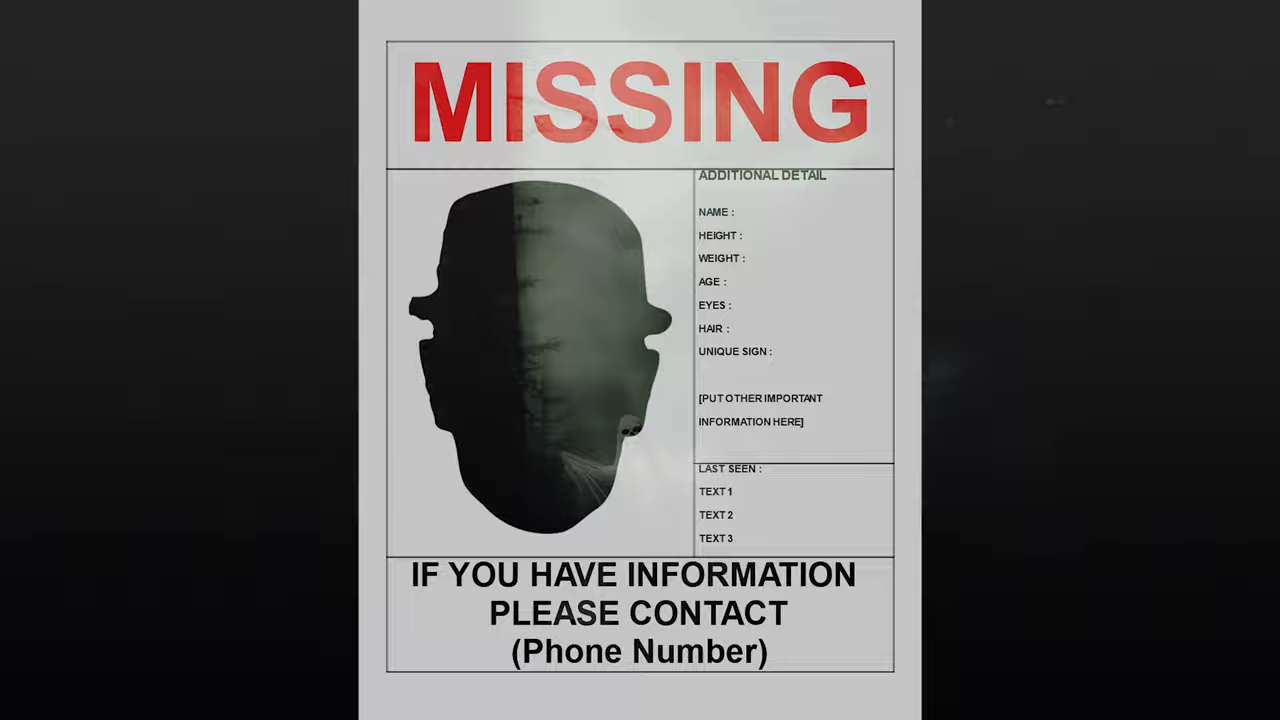 MISSING
ADDITIONAL DETAIL
NAME :
HEIGHT :
WEIGHT :
AGE :
EYES :
HAIR :
UNIQUE SIGN :
[PUT OTHER IMPORTANT
INFORMATION HERE]
LAST SEEN :
TEXT 1
TEXT 2
TEXT 3
IF YOU HAVE INFORMATION
PLEASE CONTACT
(Phone Number)